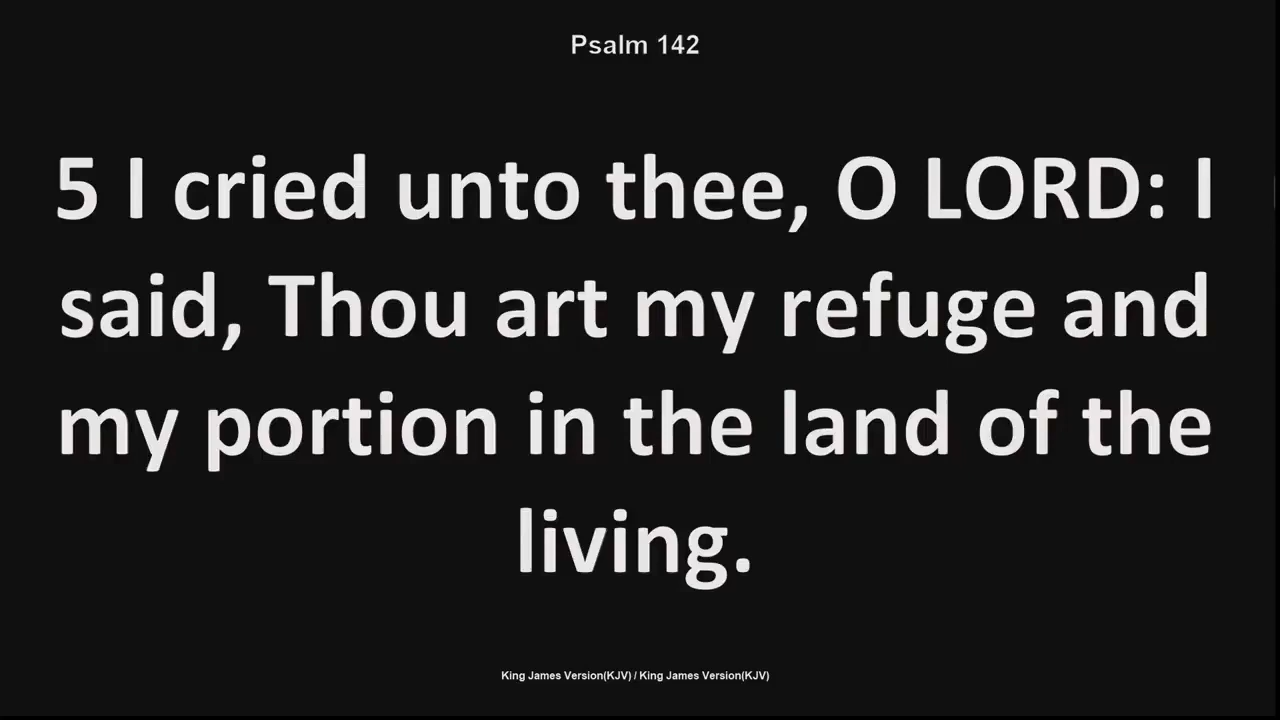 Psalm 142
5 I cried unto thee, O LORD: I
said, Thou art my refuge and
my portion in the land of the
living.
King James Version(KJV) / King James Version(KJV)